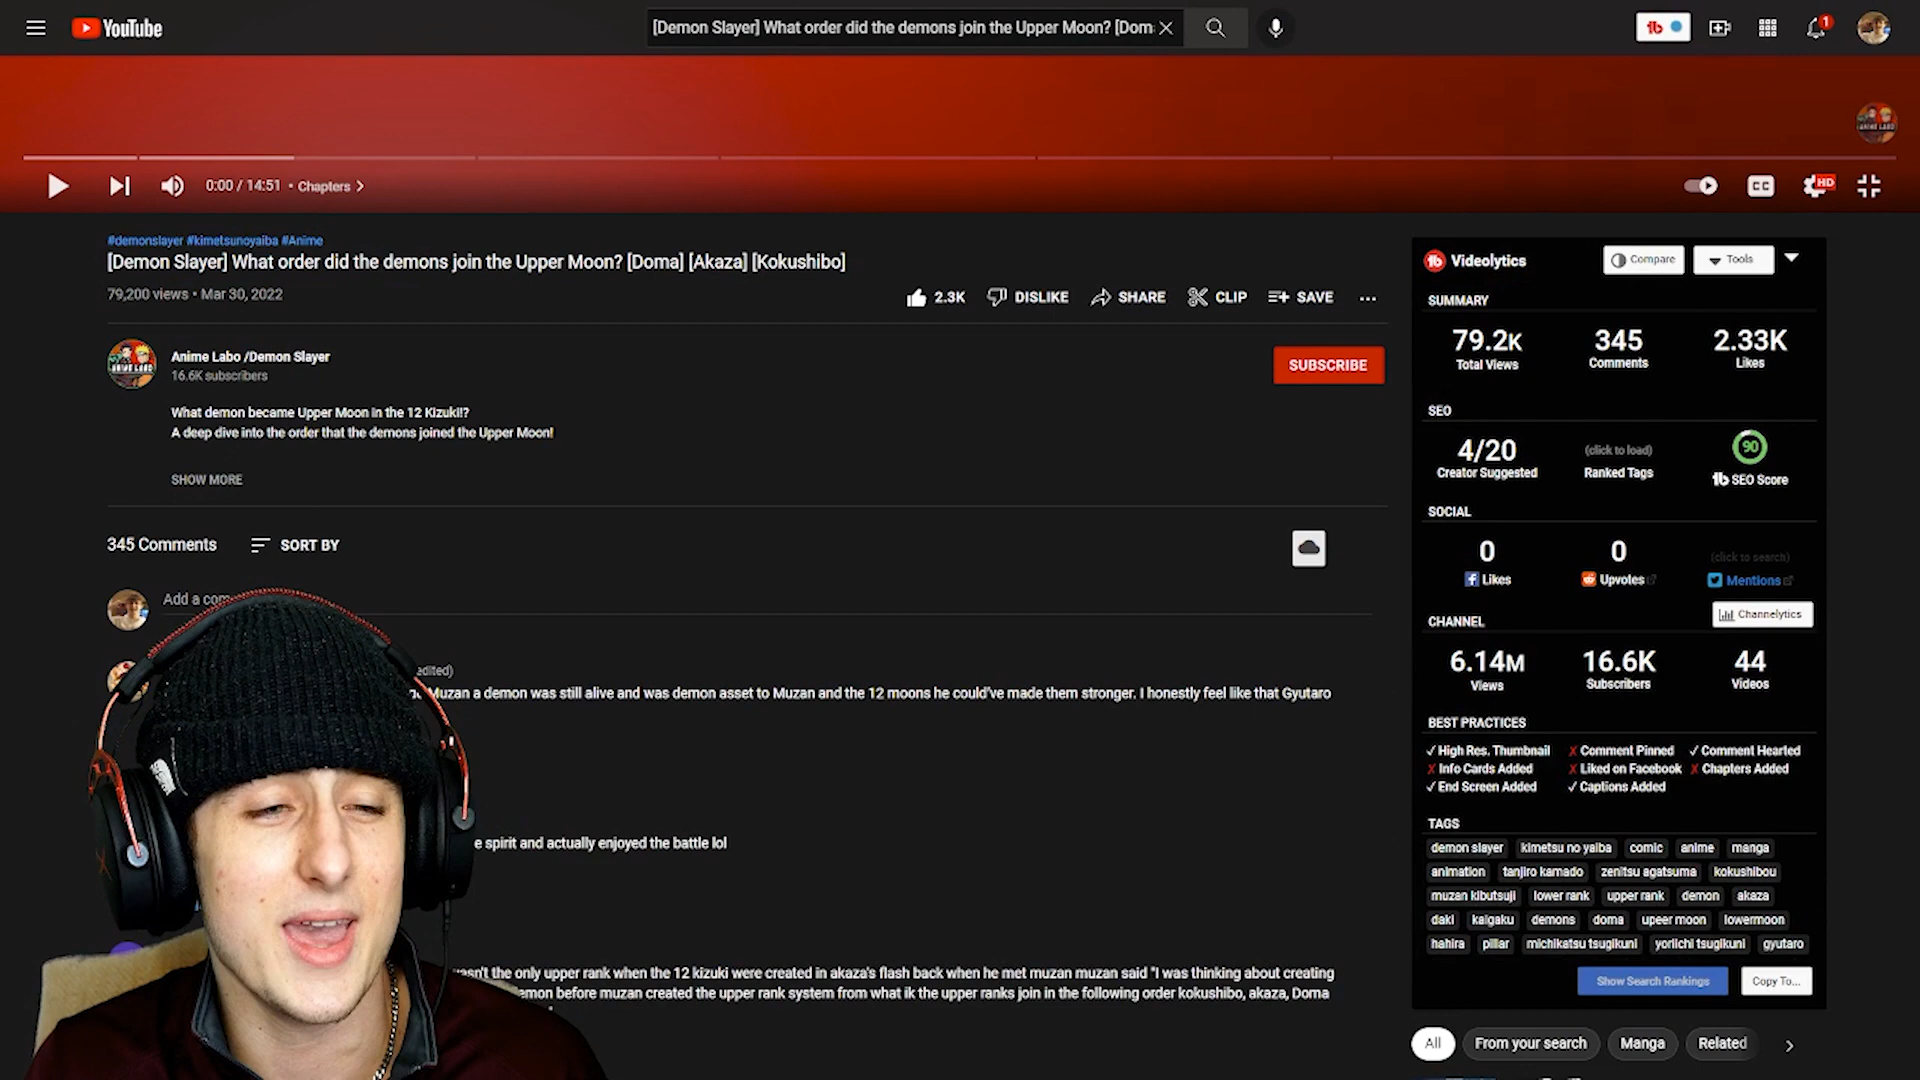 YouTube
[Demon Slayer] What order did the demons join the Upper Moon? [Dom
1
0:00 / 14:51 • Chapters
CC
HD
#demonslayer #kimetsunoyaiba #Anime
[Demon Slayer] What order did the demons join the Upper Moon? [Doma] [Akaza] [Kokushibo]
79,200 views • Mar 30, 2022
2.3K DISLIKE SHARE CLIP SAVE
Anime Labo /Demon Slayer
16.6K subscribers
SUBSCRIBE
What demon became Upper Moon in the 12 Kizuki!?
A deep dive into the order that the demons joined the Upper Moon!
SHOW MORE
345 Comments SORT BY
Add a com
edited)
Muzan a demon was still alive and was demon asset to Muzan and the 12 moons he could've made them stronger. I honestly feel like that Gyutaro
e spirit and actually enjoyed the battle lol
wasn't the only upper rank when the 12 kizuki were created in akaza's flash back when he met muzan muzan said "I was thinking about creating
emon before muzan created the upper rank system from what ik the upper ranks join in the following order kokushibo, akaza, Doma
Videolytics
Compare
Tools
SUMMARY
79.2K 345 2.33K
Total Views Comments Likes
SEO
4/20 (click to load) 90
Creator Suggested Ranked Tags SEO Score
SOCIAL
0 0 (click to search)
Likes Upvotes Mentions
Channelytics
CHANNEL
6.14M 16.6K 44
Views Subscribers Videos
BEST PRACTICES
✓ High Res. Thumbnail ✗ Comment Pinned ✓ Comment Hearted
✗ Info Cards Added ✗ Liked on Facebook ✗ Chapters Added
✓ End Screen Added ✓ Captions Added
TAGS
demon slayer kimetsu no yaiba comic anime manga
animation tanjiro kamado zenitsu agatsuma kokushibou
muzan kibutsuji lower rank upper rank demon akaza
daki kaigaku demons doma upeer moon lowermoon
hahira pillar michikatsu tsugikuni yoriichi tsugikuni gyutaro
Show Search Rankings Copy To...
All From your search Manga Related